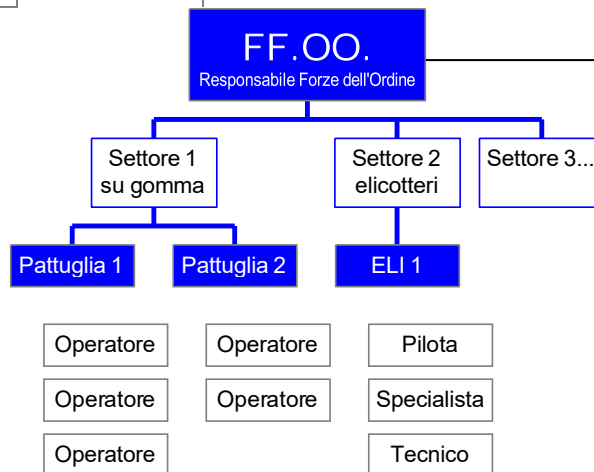 FF.OO.
Responsabile Forze dell'Ordine
Settore 1
su gomma
Settore 2
elicotteri
Settore 3...
Pattuglia 1
Pattuglia 2
ELI 1
Operatore
Operatore
Pilota
Operatore
Operatore
Specialista
Operatore
Tecnico